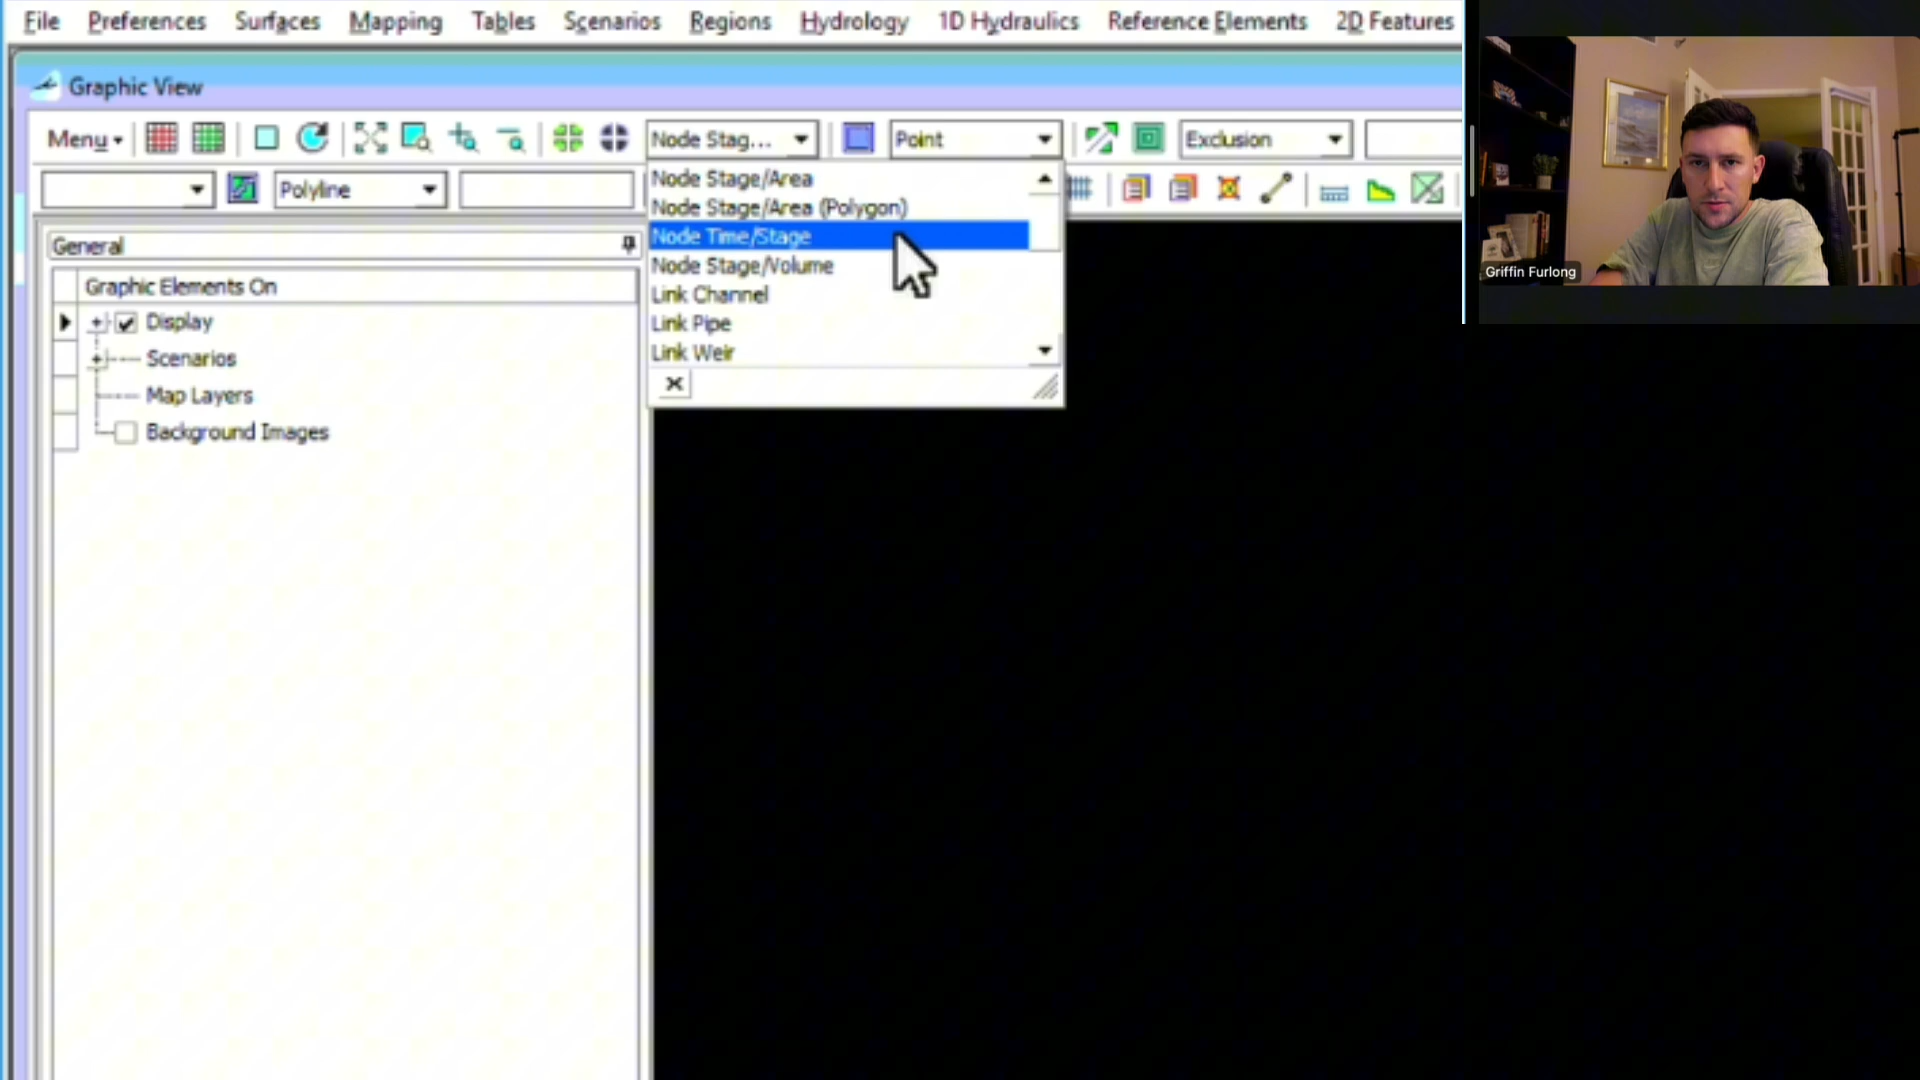 File Preferences Surfaces Mapping Tables Scenarios Regions Hydrology 1D Hydraulics Reference Elements 2D Features
Graphic View
Menu Node Stag... Point Exclusion
Polyline
Node Stage/Area
Node Stage/Area (Polygon)
Node Time/Stage
Node Stage/Volume
Link Channel
Link Pipe
Link Weir
General
Graphic Elements On
Display
Scenarios
Map Layers
Background Images
Griffin Furlong